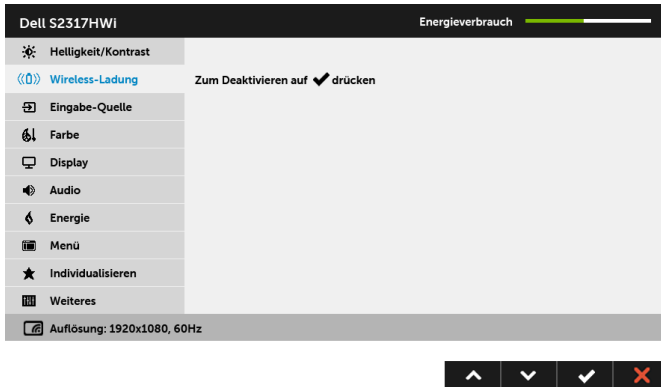 Dell S2317HWi
Energieverbrauch
Helligkeit/Kontrast
Wireless-Ladung
Zum Deaktivieren auf ✔ drücken
Eingabe-Quelle
Farbe
Display
Audio
Energie
Menü
Individualisieren
Weiteres
Auflösung: 1920x1080, 60Hz